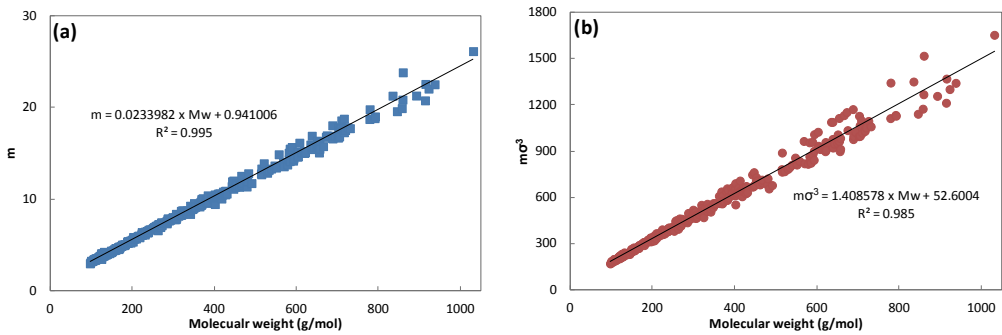 (a)
30
20
10
0
m
m = 0.0233982 x Mw + 0.941006
R² = 0.995
0 200 400 600 800 1000
Molecualr weight (g/mol)
(b)
1800
1500
1200
900
600
300
0
mσ³
mσ³ = 1.408578 x Mw + 52.6004
R² = 0.985
0 200 400 600 800 1000
Molecular weight (g/mol)